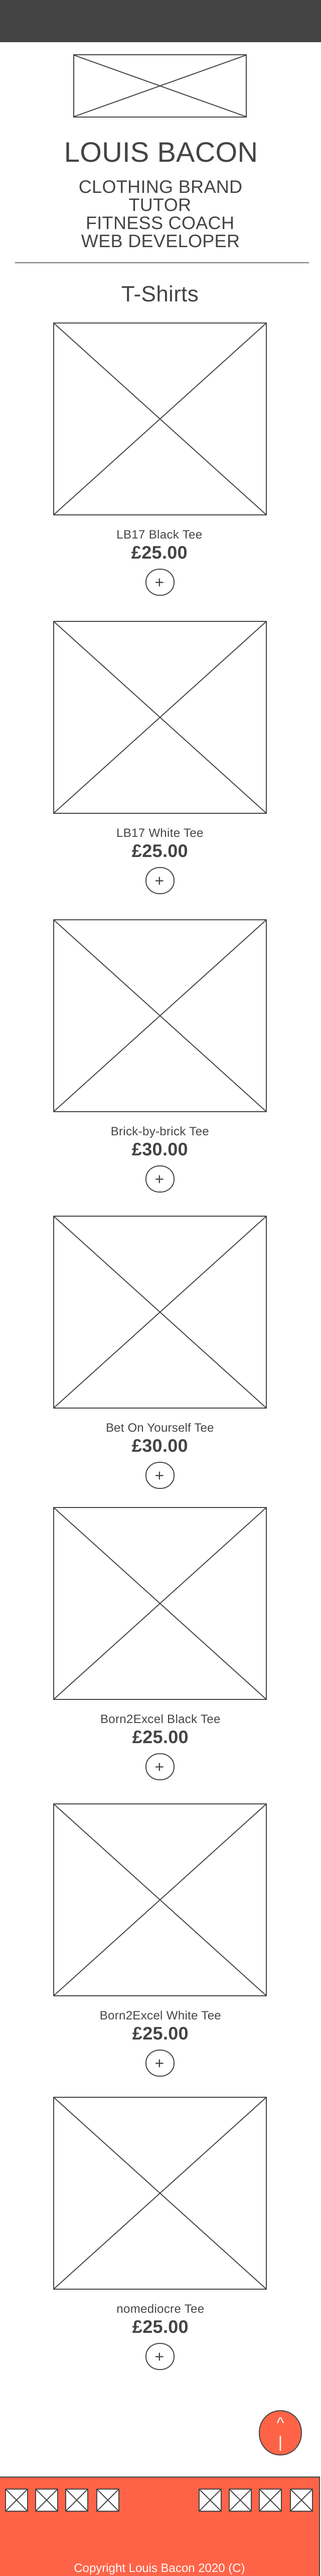 LOUIS BACON
CLOTHING BRAND
TUTOR
FITNESS COACH
WEB DEVELOPER
T-Shirts
LB17 Black Tee
£25.00
+
LB17 White Tee
£25.00
+
Brick-by-brick Tee
£30.00
+
Bet On Yourself Tee
£30.00
+
Born2Excel Black Tee
£25.00
+
Born2Excel White Tee
£25.00
+
nomediocre Tee
£25.00
+
^
|
Copyright Louis Bacon 2020 (C)